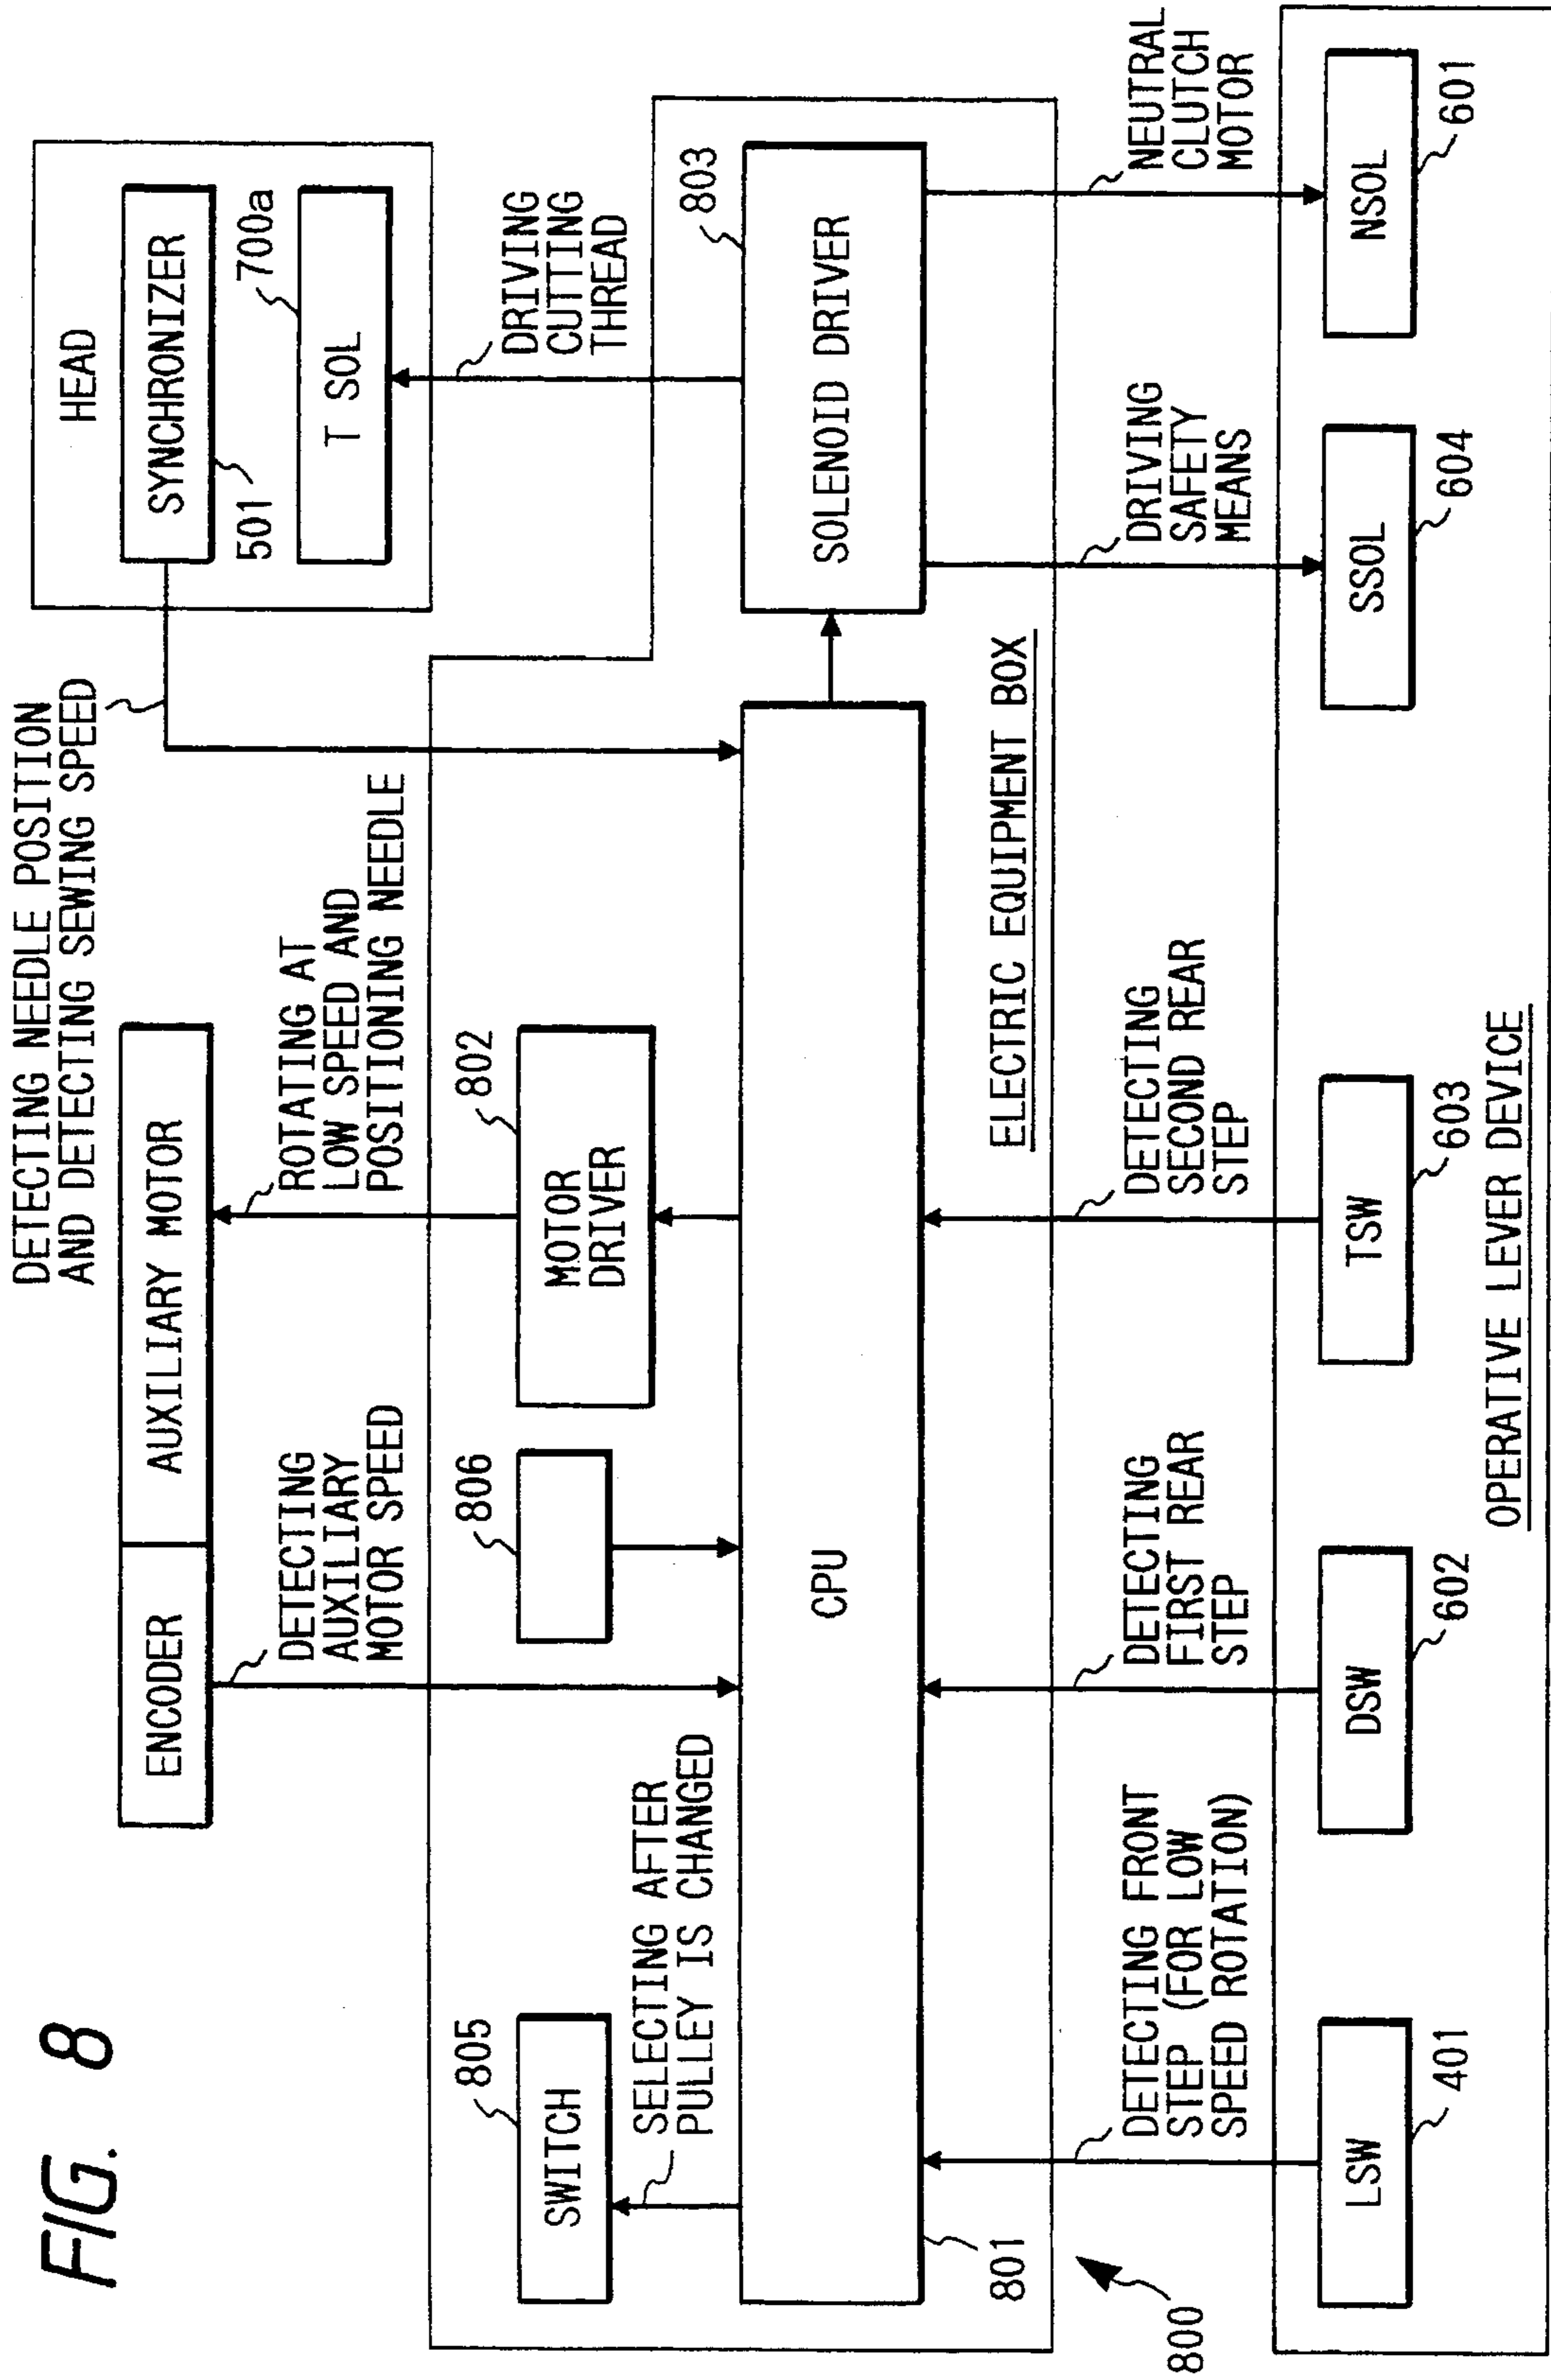 FIG. 8
DETECTING NEEDLE POSITION
AND DETECTING SEWING SPEED
HEAD
ENCODER
AUXILIARY MOTOR
SYNCHRONIZER
501
700a
T SOL
DETECTING
AUXILIARY
MOTOR SPEED
ROTATING AT
LOW SPEED AND
POSITIONING NEEDLE
DRIVING
CUTTING
THREAD
805
SWITCH
806
802
MOTOR
DRIVER
SELECTING AFTER
PULLEY IS CHANGED
803
CPU
SOLENOID DRIVER
801
ELECTRIC EQUIPMENT BOX
800
DETECTING FRONT
STEP (FOR LOW
SPEED ROTATION)
DETECTING
FIRST REAR
STEP
DETECTING
SECOND REAR
STEP
DRIVING
SAFETY
MEANS
NEUTRAL
CLUTCH
MOTOR
LSW
401
DSW
602
TSW
603
SSOL
604
NSOL
601
OPERATIVE LEVER DEVICE